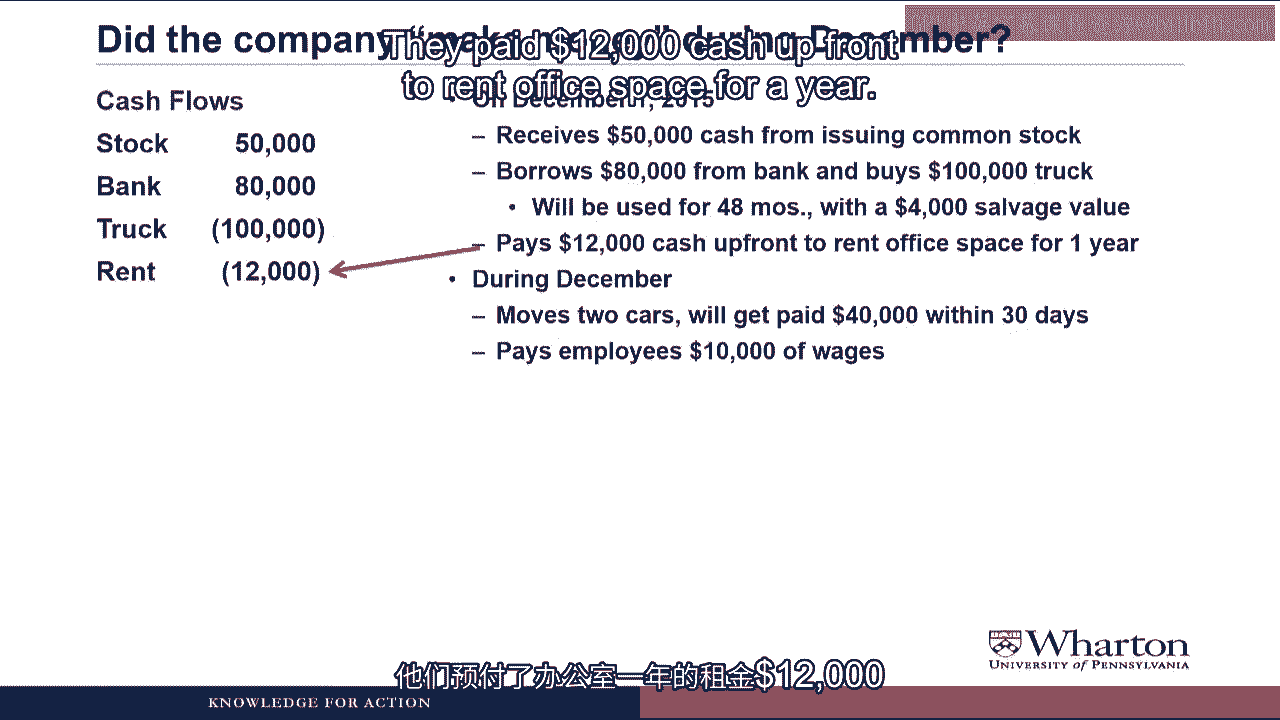 Did the company "make money" during December?
They paid $12,000 cash up front
to rent office space for a year.
Cash Flows
Stock 50,000
Bank 80,000
Truck (100,000)
Rent (12,000)
• On December 1, 2015
– Receives $50,000 cash from issuing common stock
– Borrows $80,000 from bank and buys $100,000 truck
• Will be used for 48 mos., with a $4,000 salvage value
– Pays $12,000 cash upfront to rent office space for 1 year
• During December
– Moves two cars, will get paid $40,000 within 30 days
– Pays employees $10,000 of wages
Wharton
UNIVERSITY of PENNSYLVANIA
他们预付了办公室一年的租金$12,000
KNOWLEDGE FOR ACTION